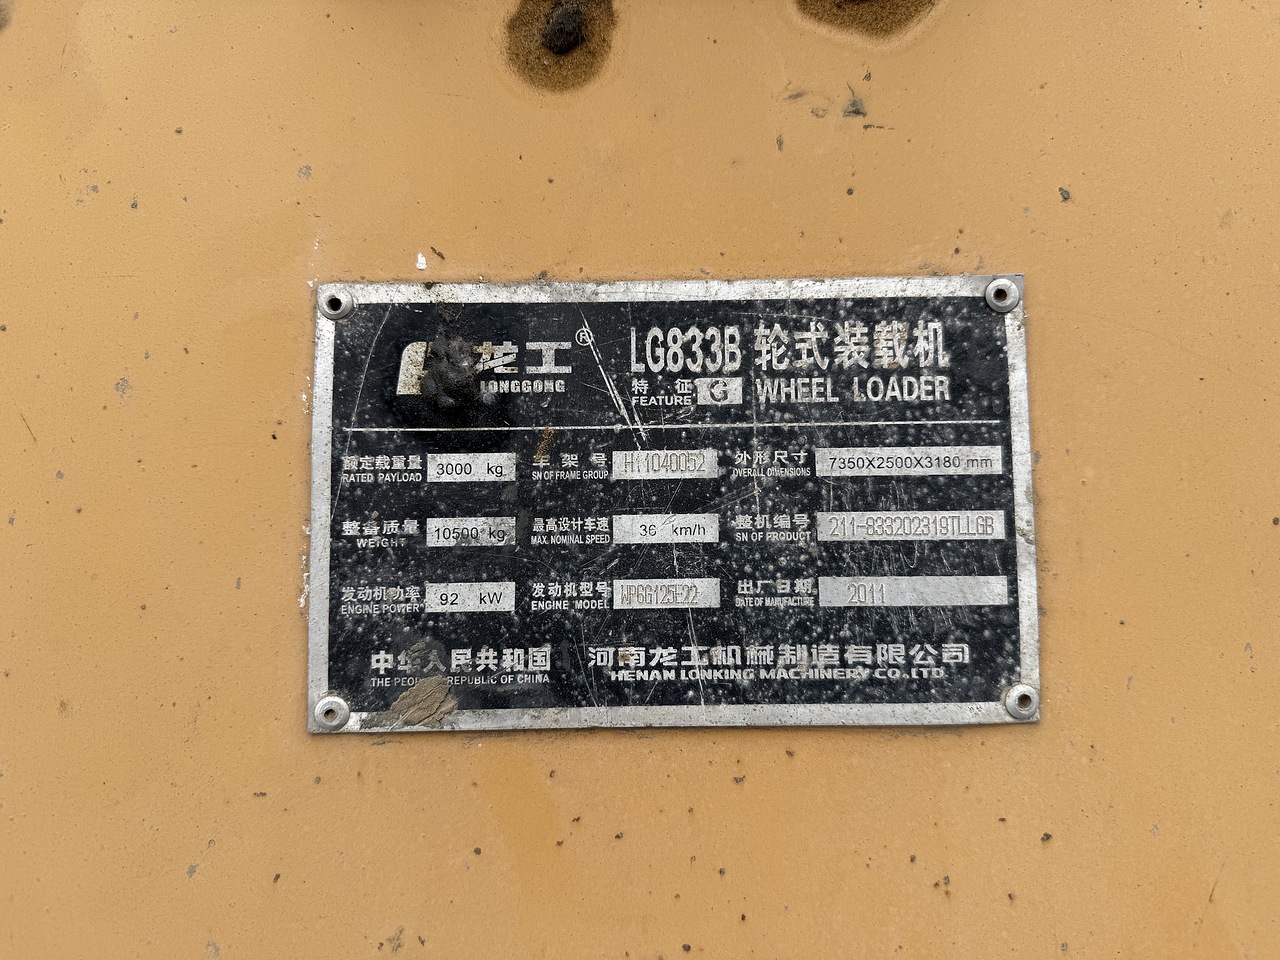 龙工®
LONGGONG
LG833B 轮式装载机
特 征 G WHEEL LOADER
FEATURE
额定载重量 3000 kg 车架号 H11040052 外形尺寸 7350X2500X3180 mm
RATED PAYLOAD SN OF FRAME GROUP OVERALL DIMENSIONS
整备质量 10500 kg 最高设计车速 36 km/h 整机编号 211-833202319TLLGB
WEIGHT MAX. NOMINAL SPEED SN OF PRODUCT
发动机功率 92 kW 发动机型号 WP6G125E22 出厂日期 2011
ENGINE POWER ENGINE MODEL DATE OF MANUFACTURE
中华人民共和国 河南龙工机械制造有限公司
THE PEOPLE REPUBLIC OF CHINA HENAN LONKING MACHINERY CO.,LTD